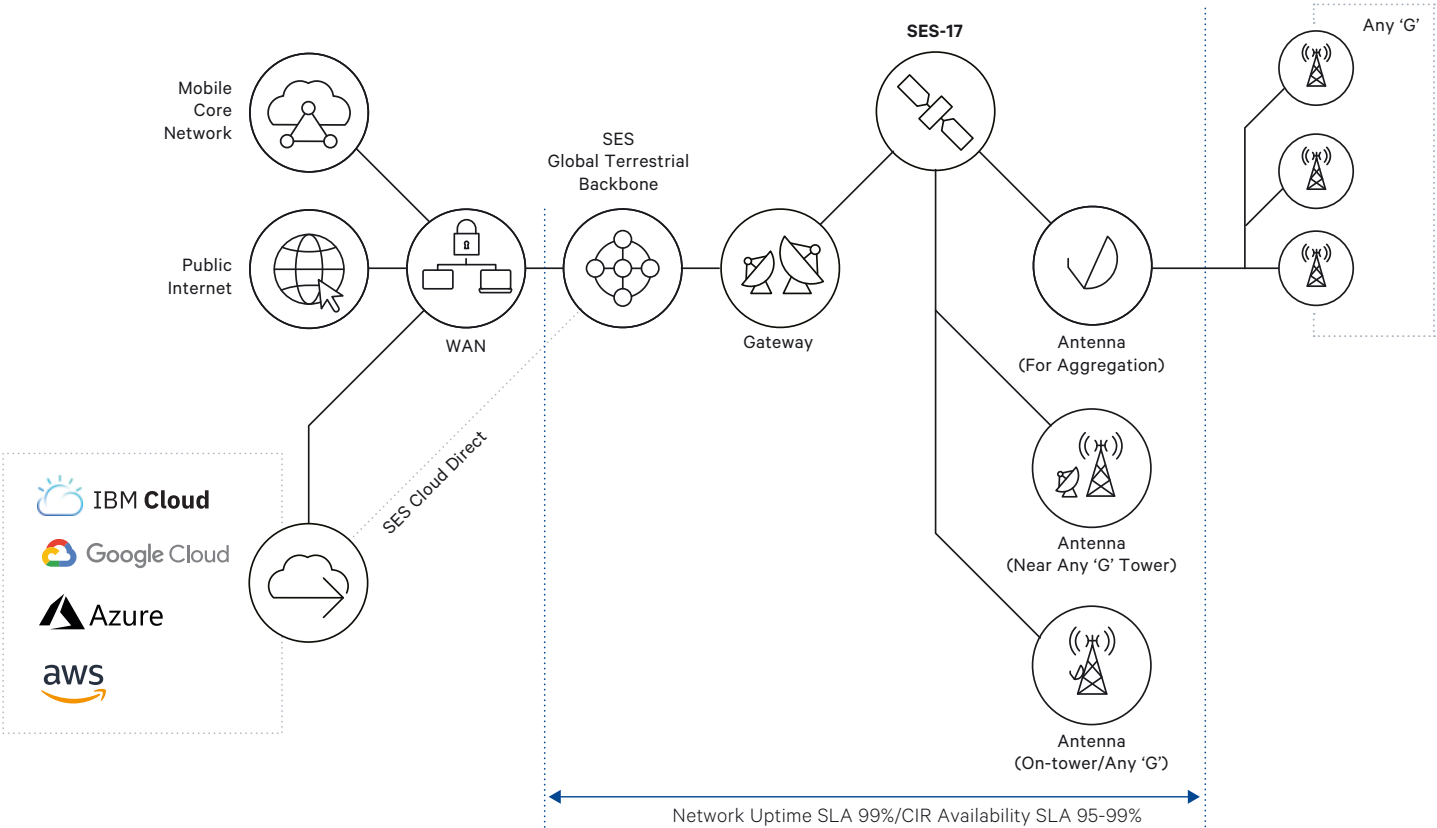 SES-17
Any ‘G’
Mobile
Core
Network
SES
Global Terrestrial
Backbone
Public
Internet
WAN
Gateway
Antenna
(For Aggregation)
SES Cloud Direct
IBM Cloud
Google Cloud
Azure
aws
Antenna
(Near Any ‘G’ Tower)
Antenna
(On-tower/Any ‘G’)
Network Uptime SLA 99%/CIR Availability SLA 95-99%